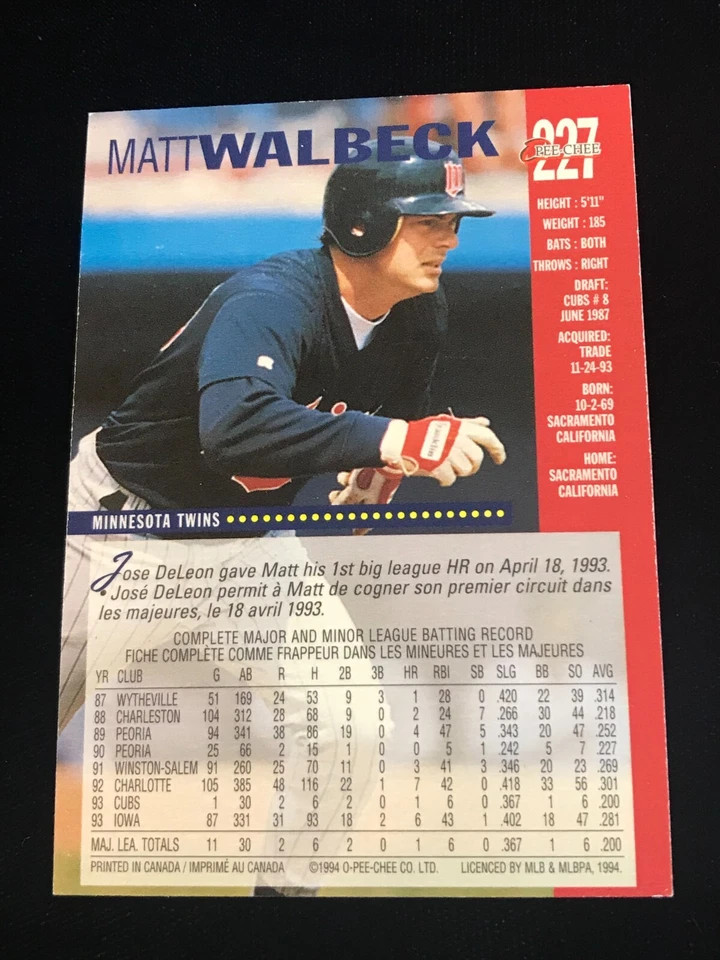 MATT WALBECK
227
O-PEE-CHEE
HEIGHT : 5'11"
WEIGHT : 185
BATS : BOTH
THROWS : RIGHT
DRAFT:
CUBS # 8
JUNE 1987
ACQUIRED:
TRADE
11-24-93
BORN:
10-2-69
SACRAMENTO
CALIFORNIA
HOME:
SACRAMENTO
CALIFORNIA
Franklin
MINNESOTA TWINS
Jose DeLeon gave Matt his 1st big league HR on April 18, 1993.
• José DeLeon permit à Matt de cogner son premier circuit dans
les majeures, le 18 avril 1993.
COMPLETE MAJOR AND MINOR LEAGUE BATTING RECORD
FICHE COMPLÈTE COMME FRAPPEUR DANS LES MINEURES ET LES MAJEURES
YR CLUB G AB R H 2B 3B HR RBI SB SLG BB SO AVG
87 WYTHEVILLE 51 169 24 53 9 3 1 28 0 .420 22 39 .314
88 CHARLESTON 104 312 28 68 9 0 2 24 7 .266 30 44 .218
89 PEORIA 94 341 38 86 19 0 4 47 5 .343 20 47 .252
90 PEORIA 25 66 2 15 1 0 0 5 1 .242 5 7 .227
91 WINSTON-SALEM 91 260 25 70 11 0 3 41 3 .346 20 23 .269
92 CHARLOTTE 105 385 48 116 22 1 7 42 0 .418 33 56 .301
93 CUBS 1 30 2 6 2 0 1 6 0 .367 1 6 .200
93 IOWA 87 331 31 93 18 2 6 43 1 .402 18 47 .281
MAJ. LEA. TOTALS 11 30 2 6 2 0 1 6 0 .367 1 6 .200
PRINTED IN CANADA / IMPRIMÉ AU CANADA ©1994 O-PEE-CHEE CO. LTD. LICENCED BY MLB & MLBPA, 1994.